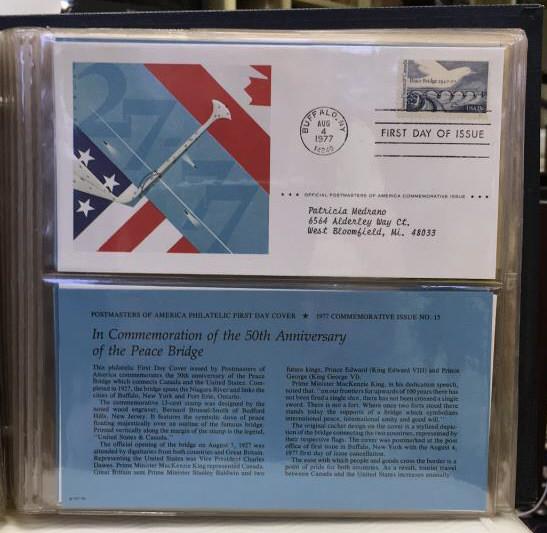 27-77
27
Peace Bridge 1927-77
USA 13c
BUFFALO, NY
AUG
4
1977
14240
FIRST DAY OF ISSUE
OFFICIAL POSTMASTERS OF AMERICA COMMEMORATIVE ISSUE
Patricia Medrano
6564 Alderley Way Ct.
West Bloomfield, Mi. 48033
POSTMASTERS OF AMERICA PHILATELIC FIRST DAY COVER ★ 1977 COMMEMORATIVE ISSUE NO. 15
In Commemoration of the 50th Anniversary
of the Peace Bridge
This philatelic First Day Cover issued by Postmasters of
America commemorates the 50th anniversary of the Peace
Bridge which connects Canada and the United States. Com-
pleted in 1927, the bridge spans the Niagara River and links the
cities of Buffalo, New York and Fort Erie, Ontario.
The commemorative 13-cent stamp was designed by the
noted wood engraver, Bernard Brussel-Smith of Bedford
Hills, New Jersey. It features the symbolic dove of peace
floating majestically over an outline of the famous bridge.
Printed vertically along the margin of the stamp is the legend,
"United States & Canada."
The official opening of the bridge on August 7, 1927 was
attended by dignitaries from both countries and Great Britain.
Representing the United States was Vice President Charles
Dawes. Prime Minister MacKenzie King represented Canada.
Great Britain sent Prime Minister Stanley Baldwin and two
future kings, Prince Edward (King Edward VIII) and Prince
George (King George VI).
Prime Minister MacKenzie King, in his dedication speech,
noted that, "on our frontiers for upwards of 100 years there has
not been fired a single shot, there has not been crossed a single
sword. There is not a fort. Where once two forts stood there
stands today the supports of a bridge which symbolizes
international peace, international amity and good will."
The original cachet design on the cover is a stylized depic-
tion of the bridge connecting the two countries, represented by
their respective flags. The cover was postmarked at the post
office of first issue in Buffalo, New York with the August 4,
1977 first day of issue cancellation.
The ease with which people and goods cross the border is a
point of pride for both countries. As a result, tourist travel
between Canada and the United States increases annually.